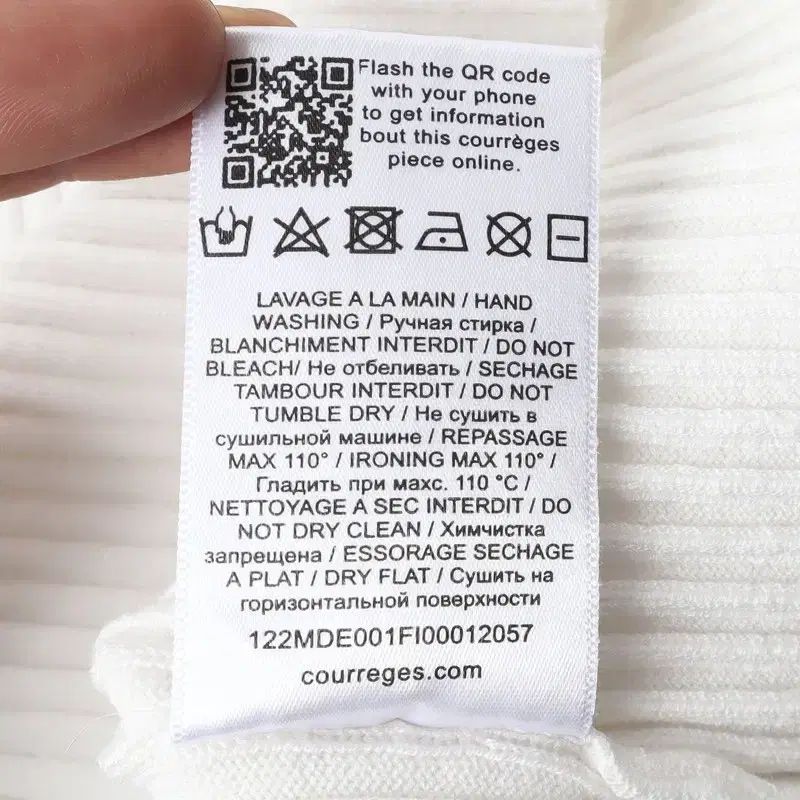 Flash the QR code
with your phone
to get information
bout this courrèges
piece online.
LAVAGE A LA MAIN / HAND
WASHING / Ручная стирка /
BLANCHIMENT INTERDIT / DO NOT
BLEACH/ Не отбеливать / SECHAGE
TAMBOUR INTERDIT / DO NOT
TUMBLE DRY / Не сушить в
сушильной машине / REPASSAGE
MAX 110° / IRONING MAX 110° /
Гладить при макс. 110 °C /
NETTOYAGE A SEC INTERDIT / DO
NOT DRY CLEAN / Химчистка
запрещена / ESSORAGE SECHAGE
A PLAT / DRY FLAT / Сушить на
горизонтальной поверхности
122MDE001FI00012057
courreges.com